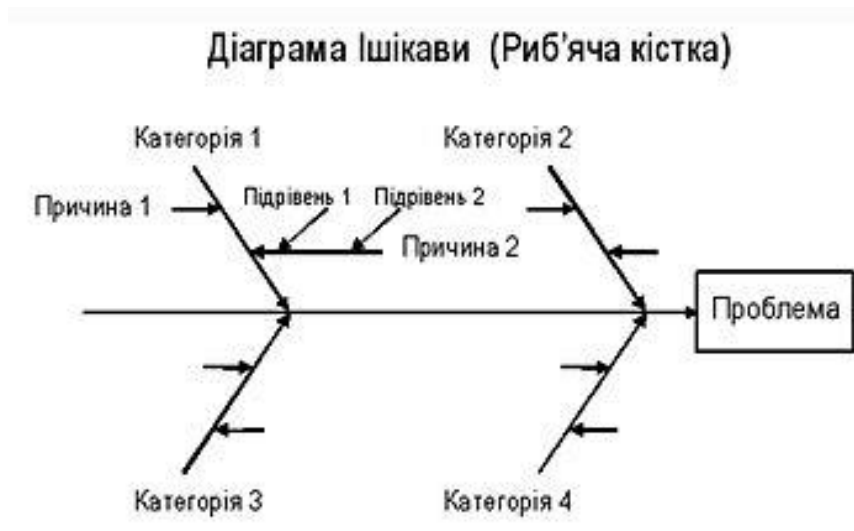 Діаграма Ішікави (Риб'яча кістка)
Категорія 1
Категорія 2
Причина 1
Підрівень 1
Підрівень 2
Причина 2
Проблема
Категорія 3
Категорія 4